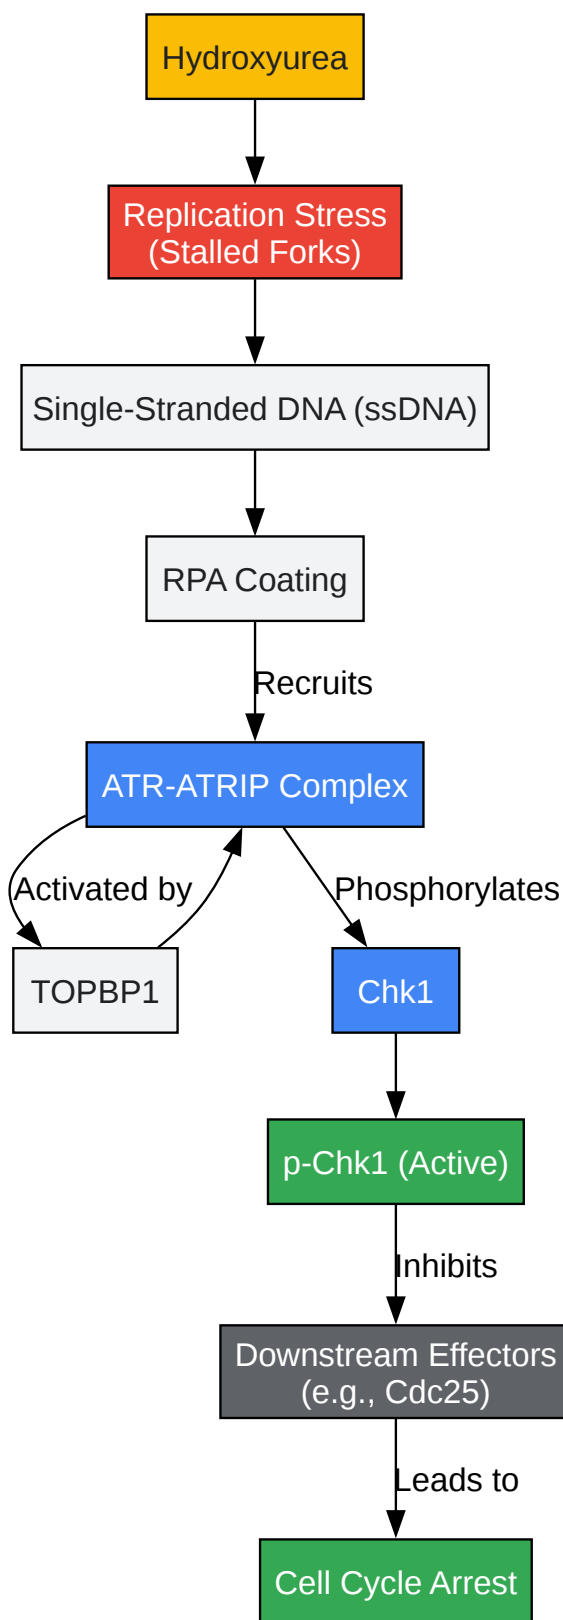 Hydroxyurea
Replication Stress
(Stalled Forks)
Single-Stranded DNA (ssDNA)
RPA Coating
Recruits
ATR-ATRIP Complex
Activated by
Phosphorylates
TOPBP1
Chk1
p-Chk1 (Active)
Inhibits
Downstream Effectors
(e.g., Cdc25)
Leads to
Cell Cycle Arrest